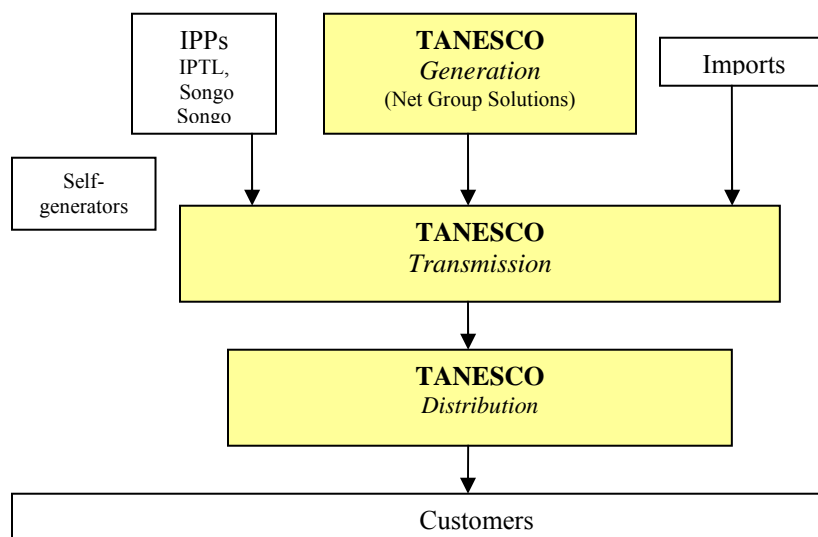 IPPs
IPTL,
Songo
Songo
TANESCO
Generation
(Net Group Solutions)
Imports
Self-
generators
TANESCO
Transmission
TANESCO
Distribution
Customers